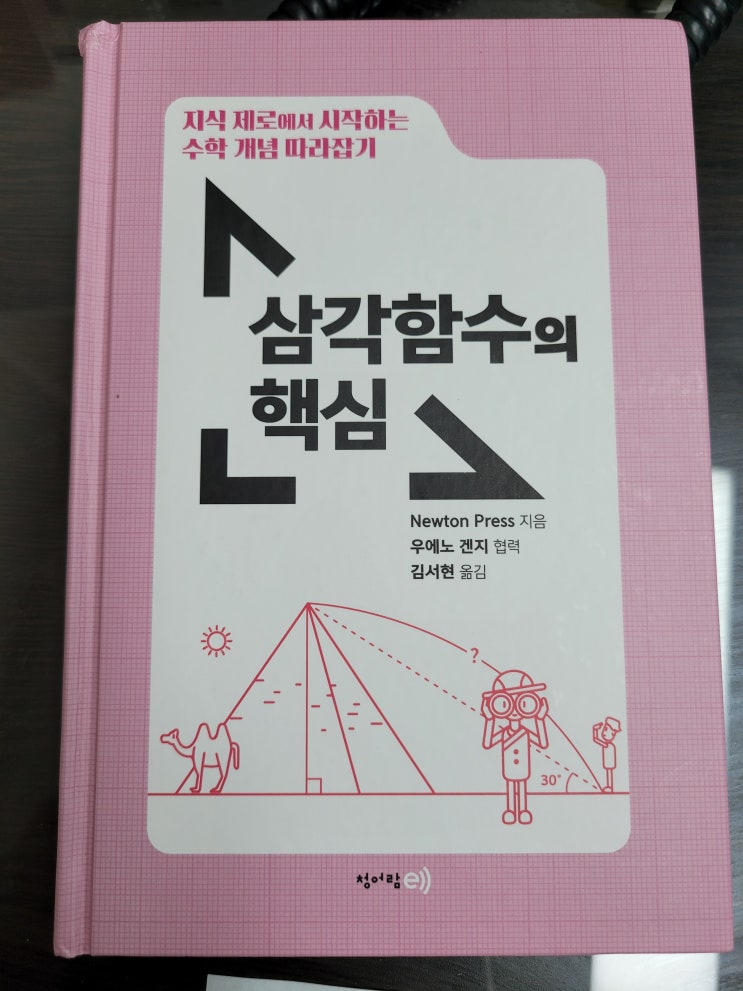 지식 제로에서 시작하는
수학 개념 따라잡기
삼각함수의
핵심
Newton Press 지음
우에노 겐지 협력
김서현 옮김
?
30°
청어람e